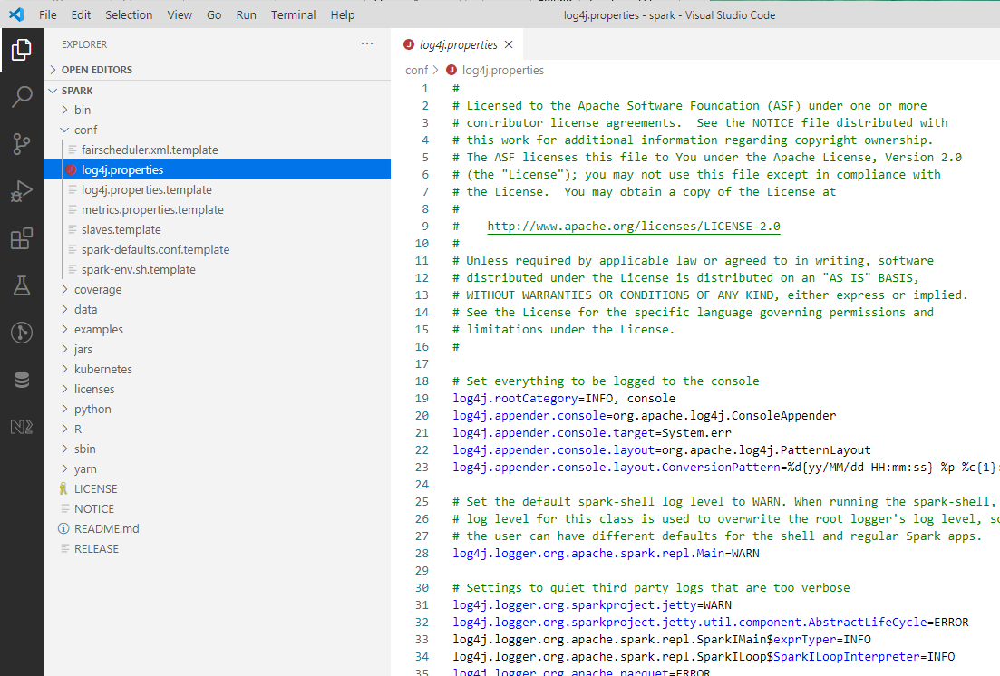 File Edit Selection View Go Run Terminal Help
log4j.properties - spark - Visual Studio Code
EXPLORER
OPEN EDITORS
SPARK
bin
conf
fairscheduler.xml.template
log4j.properties
log4j.properties.template
metrics.properties.template
slaves.template
spark-defaults.conf.template
spark-env.sh.template
coverage
data
examples
jars
kubernetes
licenses
python
R
sbin
yarn
LICENSE
NOTICE
README.md
RELEASE
log4j.properties
conf > log4j.properties
1 #
2 # Licensed to the Apache Software Foundation (ASF) under one or more
3 # contributor license agreements.  See the NOTICE file distributed with
4 # this work for additional information regarding copyright ownership.
5 # The ASF licenses this file to You under the Apache License, Version 2.0
6 # (the "License"); you may not use this file except in compliance with
7 # the License.  You may obtain a copy of the License at
8 #
9 #    http://www.apache.org/licenses/LICENSE-2.0
10 #
11 # Unless required by applicable law or agreed to in writing, software
12 # distributed under the License is distributed on an "AS IS" BASIS,
13 # WITHOUT WARRANTIES OR CONDITIONS OF ANY KIND, either express or implied.
14 # See the License for the specific language governing permissions and
15 # limitations under the License.
16 #
17
18 # Set everything to be logged to the console
19 log4j.rootCategory=INFO, console
20 log4j.appender.console=org.apache.log4j.ConsoleAppender
21 log4j.appender.console.target=System.err
22 log4j.appender.console.layout=org.apache.log4j.PatternLayout
23 log4j.appender.console.layout.ConversionPattern=%d{yy/MM/dd HH:mm:ss} %p %c{1}:
24
25 # Set the default spark-shell log level to WARN. When running the spark-shell,
26 # log level for this class is used to overwrite the root logger's log level, so
27 # the user can have different defaults for the shell and regular Spark apps.
28 log4j.logger.org.apache.spark.repl.Main=WARN
29
30 # Settings to quiet third party logs that are too verbose
31 log4j.logger.org.sparkproject.jetty=WARN
32 log4j.logger.org.sparkproject.jetty.util.component.AbstractLifeCycle=ERROR
33 log4j.logger.org.apache.spark.repl.SparkIMain$exprTyper=INFO
34 log4j.logger.org.apache.spark.repl.SparkILoop$SparkILoopInterpreter=INFO
35 log4j.logger.org.apache.parquet=ERROR